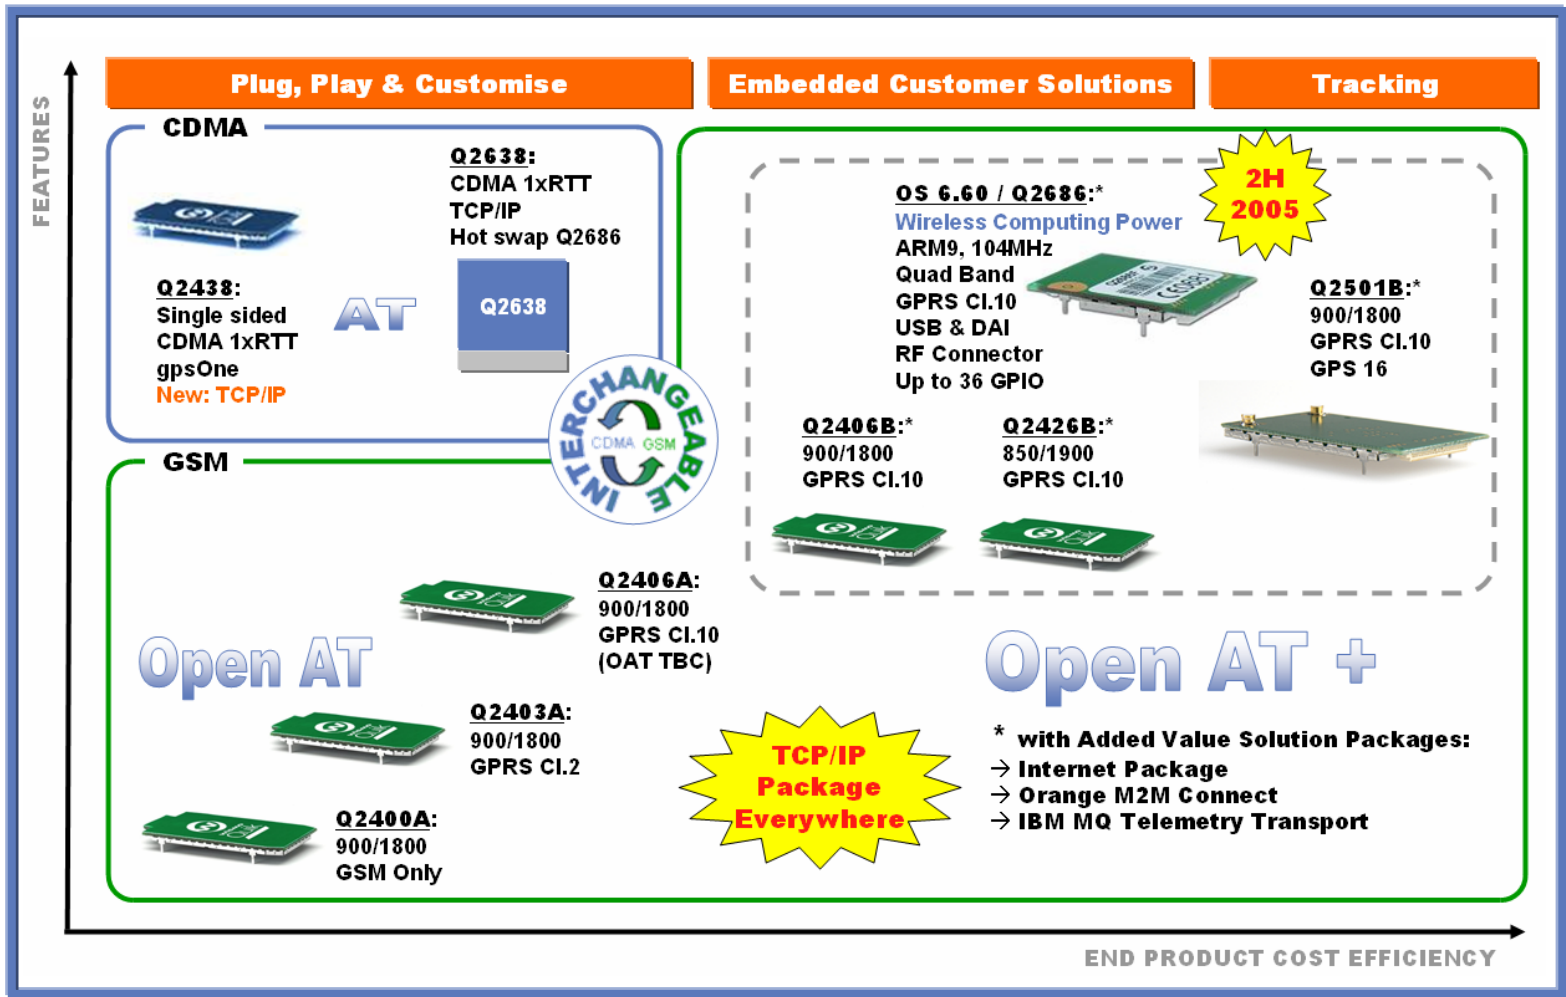 FEATURES
Plug, Play & Customise
Embedded Customer Solutions
Tracking
CDMA
Q2438:
Single sided
CDMA 1xRTT
gpsOne
New: TCP/IP
AT
Q2638:
CDMA 1xRTT
TCP/IP
Hot swap Q2686
Q2638
INTERCHANGEABLE
CDMA GSM
OS 6.60 / Q2686:*
Wireless Computing Power
ARM9, 104MHz
Quad Band
GPRS Cl.10
USB & DAI
RF Connector
Up to 36 GPIO
2H
2005
Q2501B:*
900/1800
GPRS Cl.10
GPS 16
Q2406B:*
900/1800
GPRS Cl.10
Q2426B:*
850/1900
GPRS Cl.10
GSM
Q2406A:
900/1800
GPRS Cl.10
(OAT TBC)
Open AT
Q2403A:
900/1800
GPRS Cl.2
Q2400A:
900/1800
GSM Only
TCP/IP
Package
Everywhere
Open AT +
* with Added Value Solution Packages:
→ Internet Package
→ Orange M2M Connect
→ IBM MQ Telemetry Transport
END PRODUCT COST EFFICIENCY